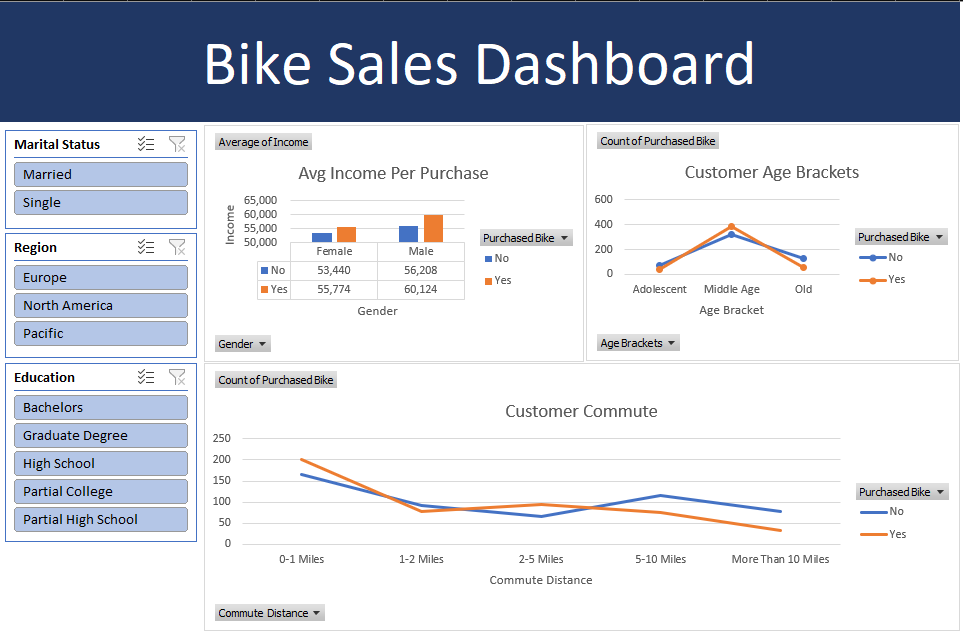 Bike Sales Dashboard
Marital Status
Married
Single
Region
Europe
North America
Pacific
Education
Bachelors
Graduate Degree
High School
Partial College
Partial High School
Average of Income
Avg Income Per Purchase
Income
65,000
60,000
55,000
50,000
Female Male
No 53,440 56,208
Yes 55,774 60,124
Gender
Purchased Bike
No
Yes
Gender
Count of Purchased Bike
Customer Age Brackets
600
400
200
0
Adolescent Middle Age Old
Age Bracket
Purchased Bike
No
Yes
Age Brackets
Count of Purchased Bike
Customer Commute
250
200
150
100
50
0
0-1 Miles 1-2 Miles 2-5 Miles 5-10 Miles More Than 10 Miles
Commute Distance
Purchased Bike
No
Yes
Commute Distance